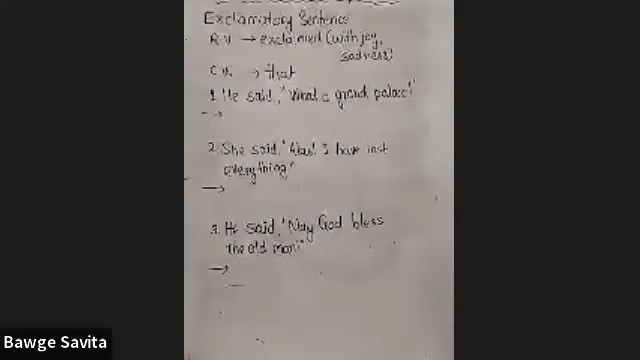 Exclamatory Sentence
R.V → exclaimed (with joy,
sadness)
C.W → that
1. He said, "What a grand palace!"
→
2. She said, "Alas! I have lost
everything"
→
3. He said, "May God bless
the old man!"
→
Bawge Savita